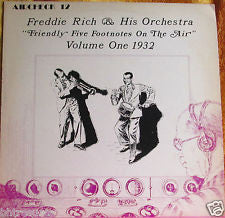 AIRCHECK 12
Freddie Rich & His Orchestra
"Friendly Five Footnotes On The Air"
Volume One 1932